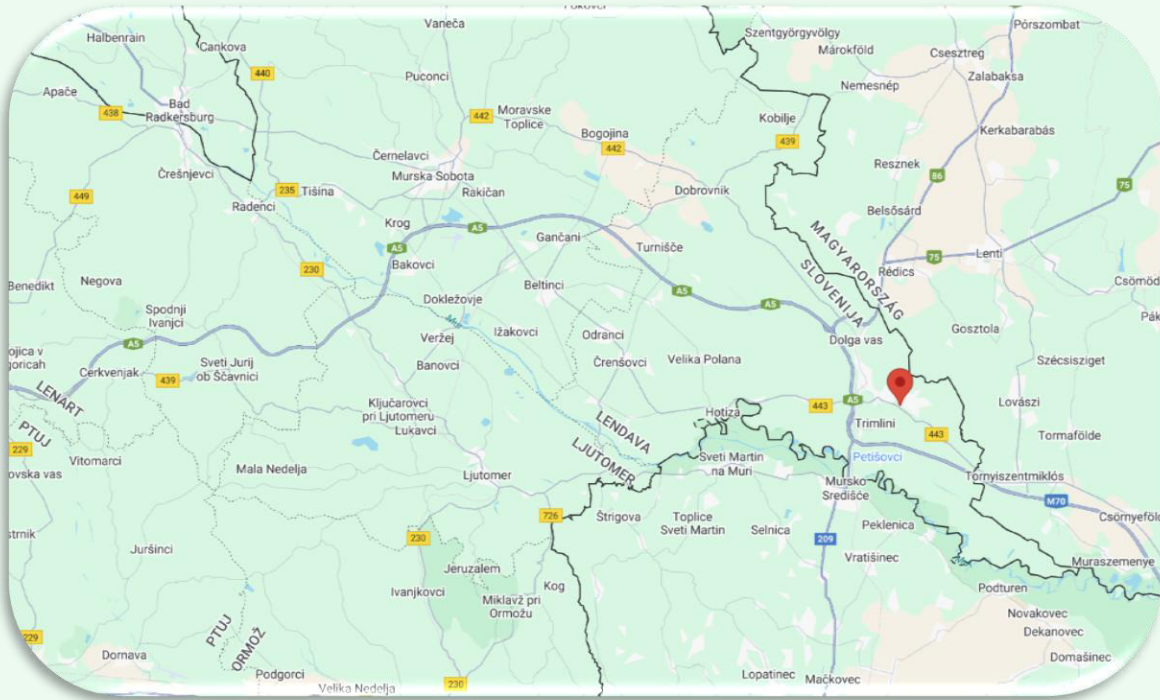 Vaneča
Pórszombat
Halbenrain
Cankova
Szentgyörgyvölgy
Márokföld
Csesztreg
440
Puconci
Nemesnép
Zalabaksa
Apače
438
Bad
Radkersburg
442
Moravske
Toplice
Kobilje
Bogojina
442
439
Kerkabarabás
Črešnjevci
Černelavci
Murska Sobota
Rakičan
Resznek
86
75
449
235
Tišina
Dobrovnik
Radenci
Belsősárd
Krog
A5
A5
Gančani
Turnišče
MAGYARORSZÁG
SLOVENIJA
75
Lenti
230
Bakovci
Rédics
Benedikt
Negova
Beltinci
A5
A5
Csömöd
Dokležovje
Spodnji
Ivanjci
Mur
Ižakovci
Odranci
Gosztola
Pák
A5
Veržej
Dolga vas
Črenšovci
Velika Polana
ojica v
goricah
Cerkvenjak
439
Sveti Jurij
ob Ščavnici
Banovci
Szécsisziget
LENART
PTUJ
Ključarovci
pri Ljutomeru
Lukavci
LENDAVA
LJUTOMER
Hotiza
443
A5
Trimlini
443
Lovászi
229
Vitomarci
ovska vas
Tormafölde
Mala Nedelja
Ljutomer
Sveti Martin
na Muri
Petišovci
Tornyiszentmiklós
Mursko
Središće
M70
726
Štrigova
Toplice
Sveti Martin
Selnica
Peklenica
Csörnyeföld
strnik
230
209
Juršinci
Vratišinec
Jeruzalem
Muraszemenye
Ivanjkovci
Kog
Miklavž pri
Ormožu
Podturen
Novakovec
PTUJ
ORMOŽ
229
Dekanovec
Dornava
Domašinec
Podgorci
Lopatinec
Mačkovec
Velika Nedelja
230